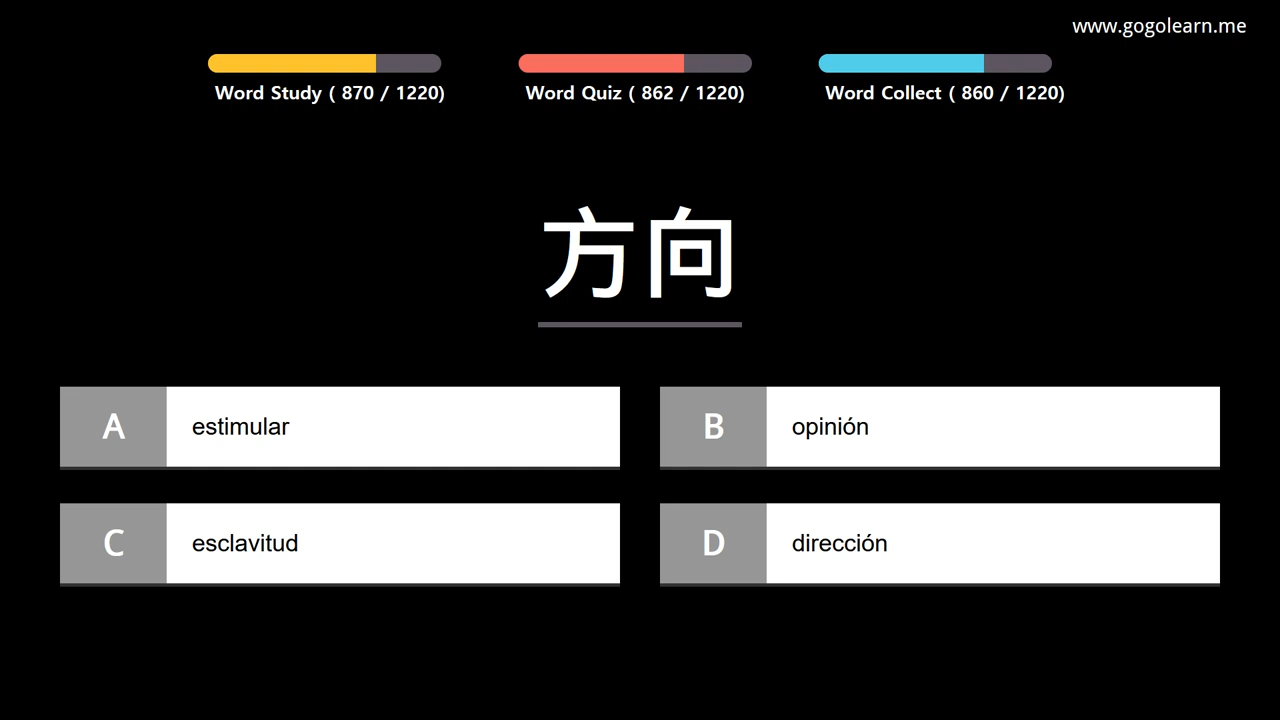 www.gogolearn.me
Word Study ( 870 / 1220)
Word Quiz ( 862 / 1220)
Word Collect ( 860 / 1220)
方向
A estimular
B opinión
C esclavitud
D dirección